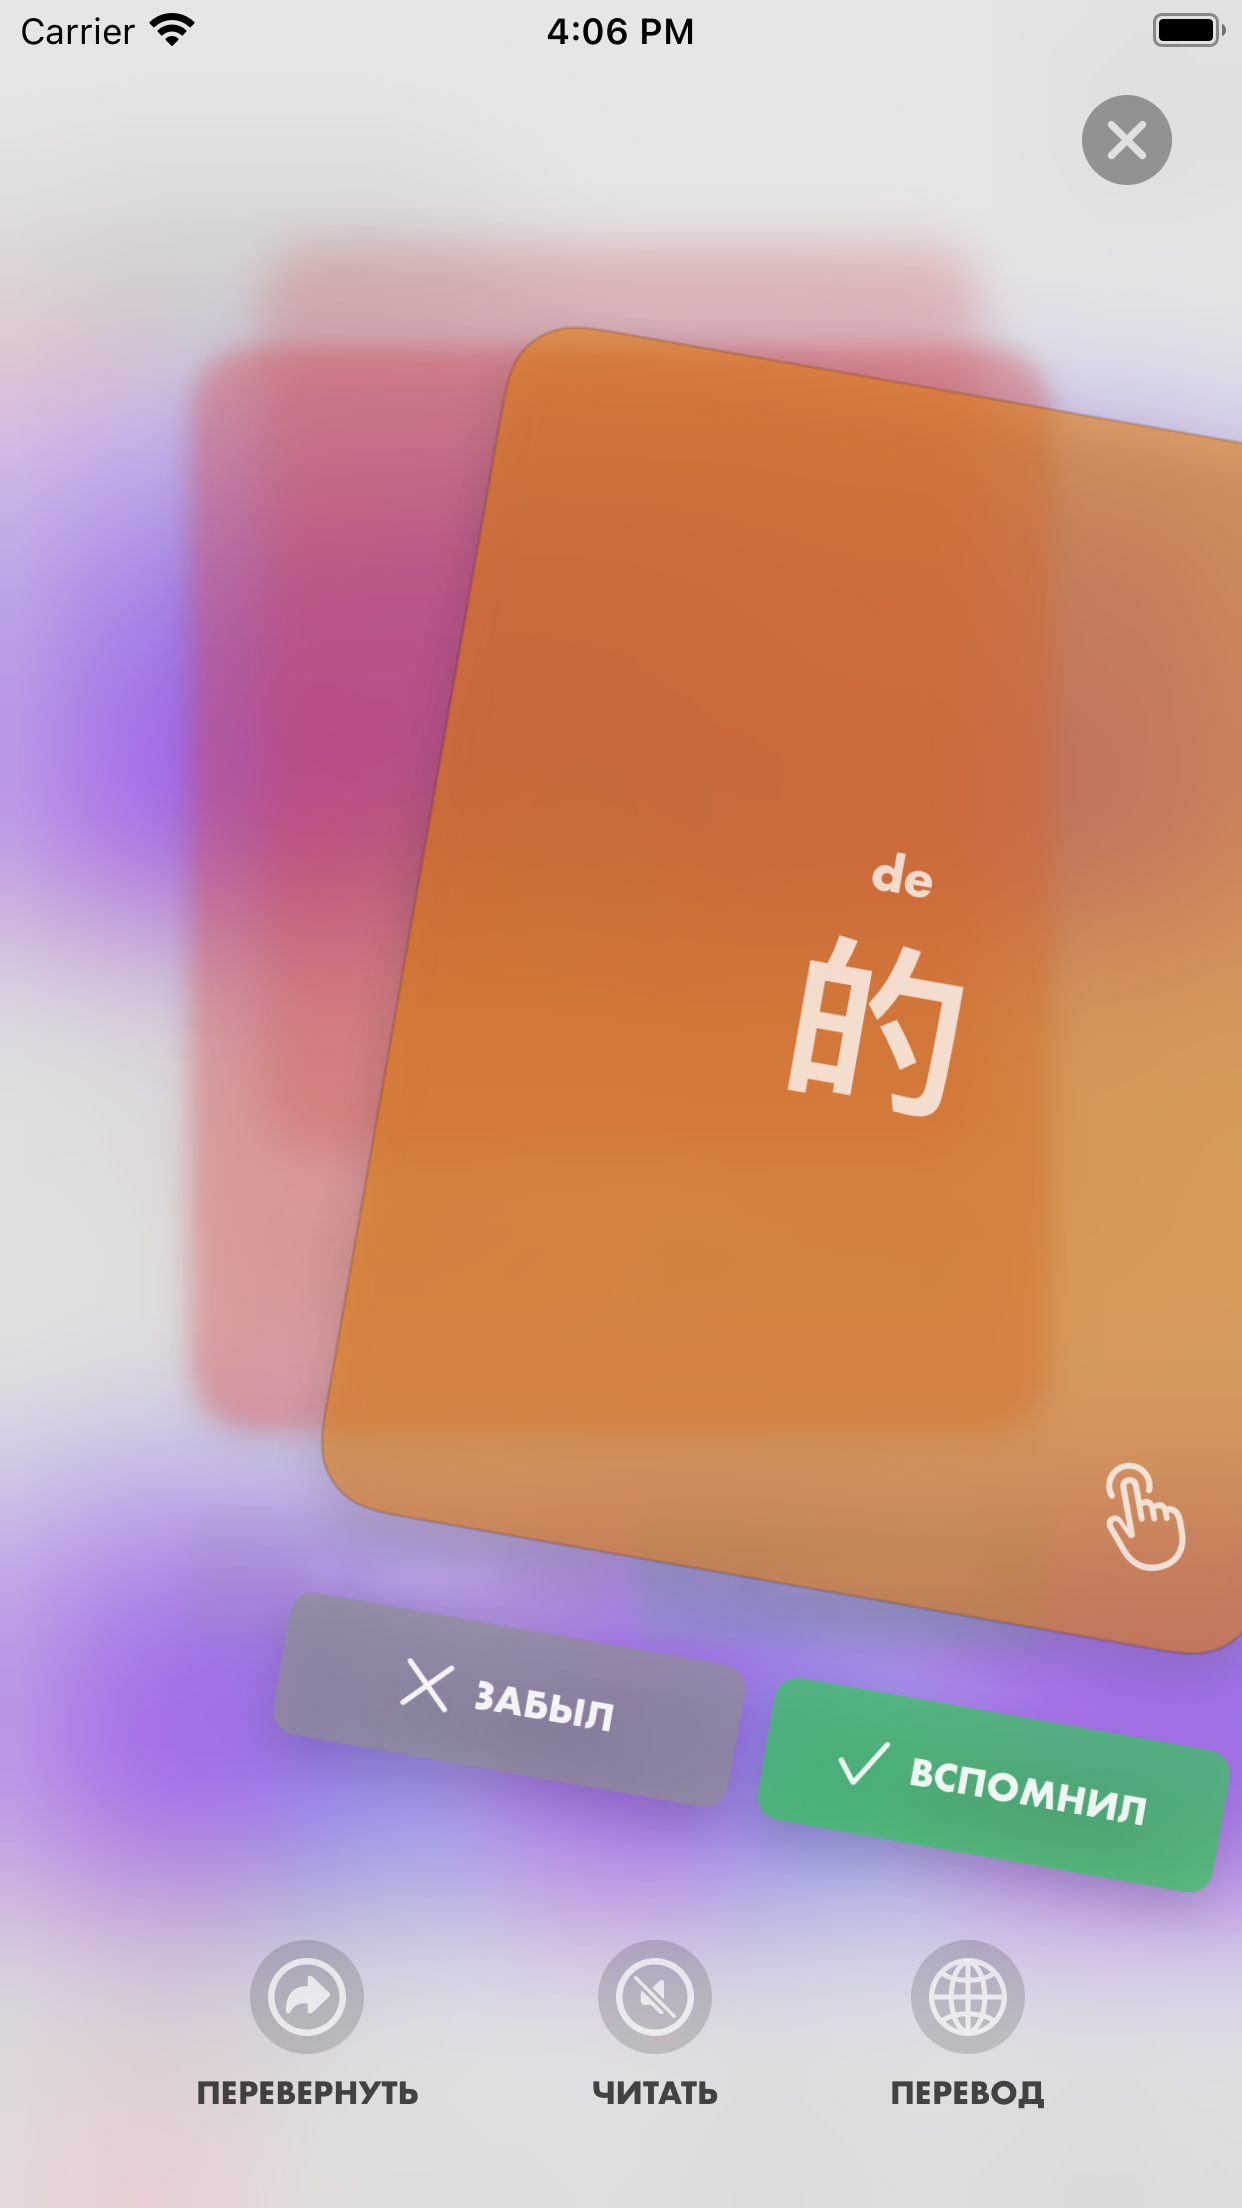 Carrier 4:06 PM
de
的
ЗАБЫЛ
ВСПОМНИЛ
ПЕРЕВЕРНУТЬ ЧИТАТЬ ПЕРЕВОД